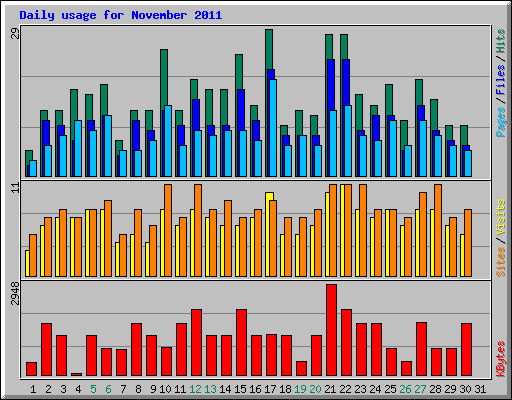 Daily usage for November 2011
29
Pages / Files / Hits
11
Sites / Visits
2948
KBytes
1 2 3 4 5 6 7 8 9 10 11 12 13 14 15 16 17 18 19 20 21 22 23 24 25 26 27 28 29 30 31